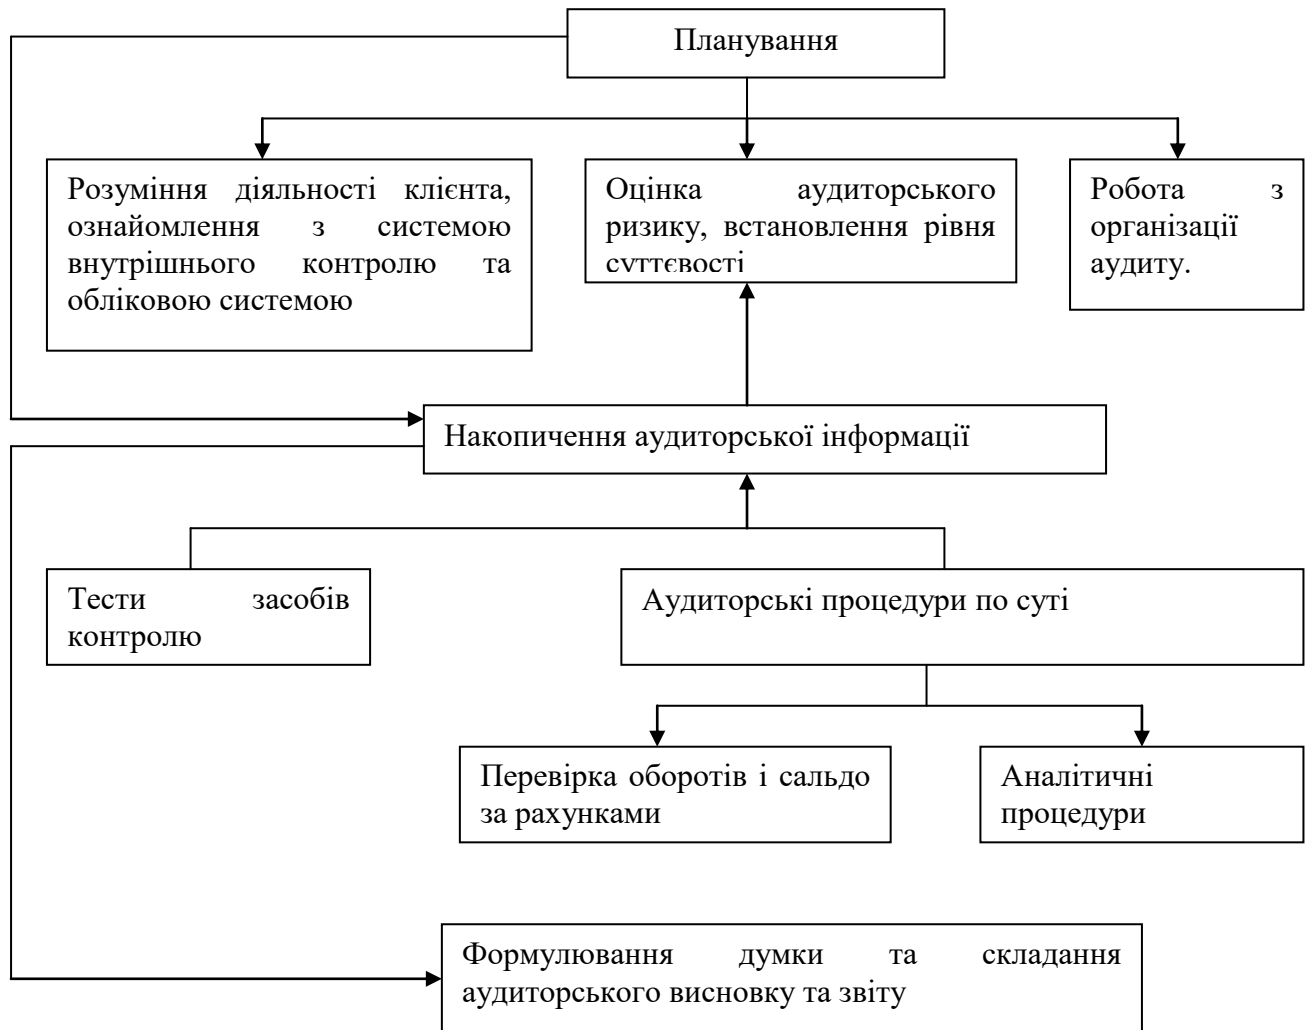 Планування
Розуміння діяльності клієнта,
ознайомлення з системою
внутрішнього контролю та
обліковою системою
Оцінка аудиторського
ризику, встановлення рівня
суттєвості
Робота з
організації
аудиту.
Накопичення аудиторської інформації
Тести засобів
контролю
Аудиторські процедури по суті
Перевірка оборотів і сальдо
за рахунками
Аналітичні
процедури
Формулювання думки та складання
аудиторського висновку та звіту